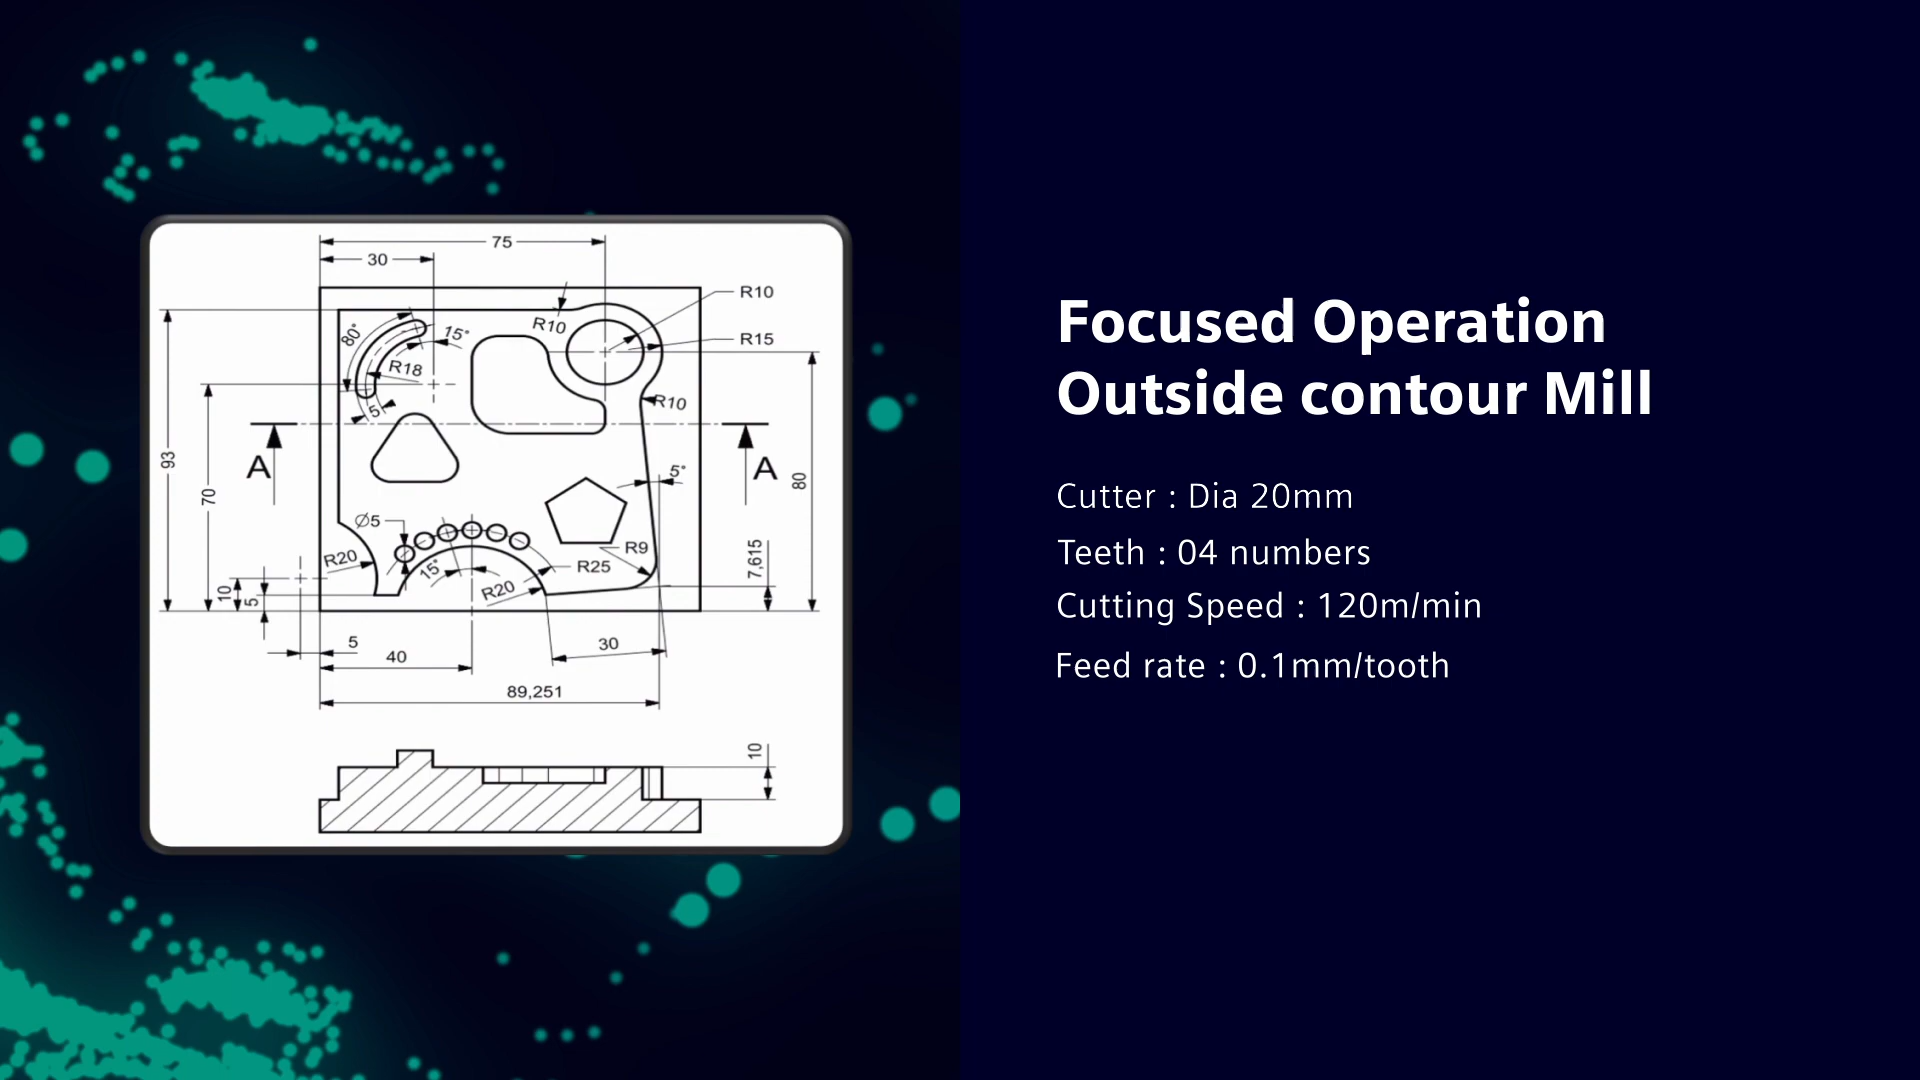 75
30
R10
R10
R15
80°
15°
R18
R10
5
A
A
93
70
80
5°
Ø5
R20
R9
7,615
15°
R25
R20
10
5
5
30
40
89,251
10
Focused Operation
Outside contour Mill
Cutter : Dia 20mm
Teeth : 04 numbers
Cutting Speed : 120m/min
Feed rate : 0.1mm/tooth